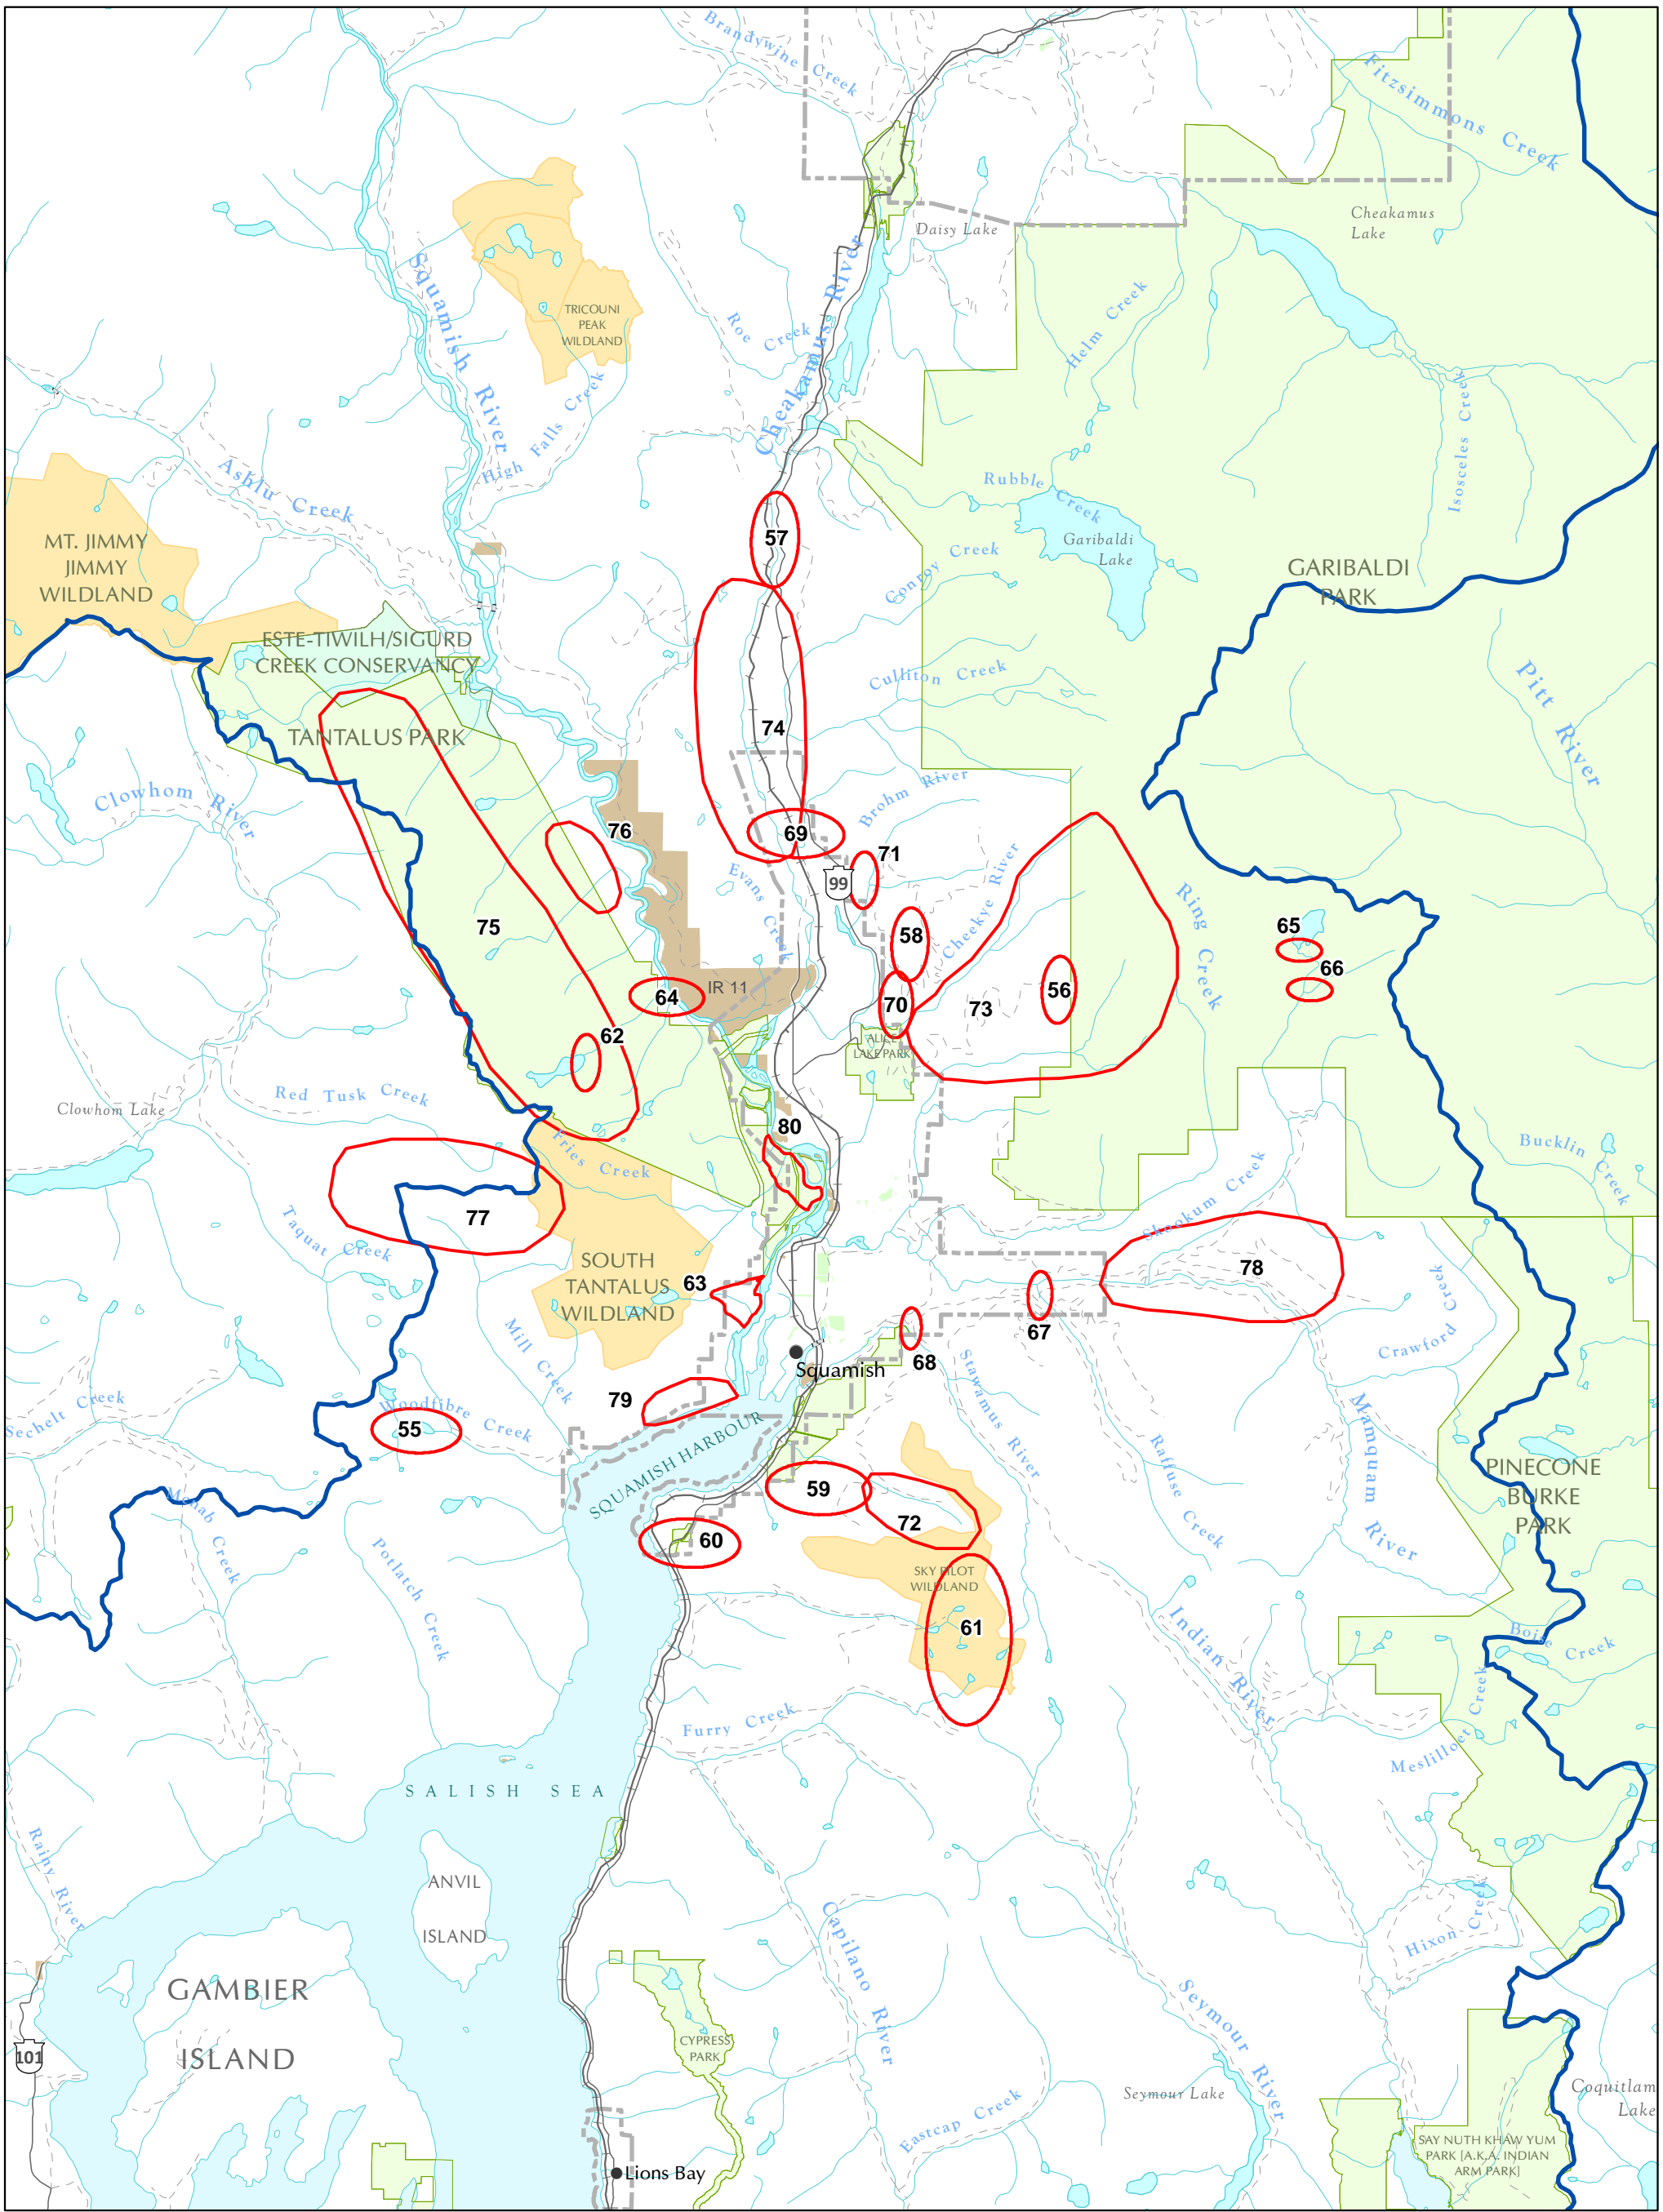 Brandywine Creek
Fitzsimmons Creek
Cheakamus
Lake
Daisy Lake
Squamish River
Cheakamus River
TRICOUNI
PEAK
WILDLAND
Roe Creek
Helm Creek
High Falls Creek
Isosceles Creek
Ashlu Creek
Rubble Creek
Garibaldi
Lake
57
MT. JIMMY
JIMMY
WILDLAND
Conroy Creek
GARIBALDI
PARK
ESTE-TIWILH/SIGURD
CREEK CONSERVANCY
Culliton Creek
Pitt River
TANTALUS PARK
74
Clowhom River
Brohm River
76
69
71
99
Evans Creek
Cheekye River
Ring Creek
75
58
65
66
IR 11
64
70
73
56
62
ALICE
LAKE PARK
Red Tusk Creek
Clowhom Lake
80
Fries Creek
Bucklin Creek
Skookum Creek
77
Taquat Creek
SOUTH
TANTALUS
WILDLAND
63
78
67
Mill Creek
Crawford Creek
Squamish
68
Stawamus River
79
Sechelt Creek
Woodfibre Creek
55
Mamquam River
SQUAMISH HARBOUR
Raffuse Creek
PINECONE
BURKE
PARK
59
72
Mcnab Creek
60
Potlatch Creek
SKY PILOT
WILDLAND
61
Indian River
Boise Creek
Furry Creek
Meslilloet Creek
SALISH SEA
Rainy River
ANVIL
ISLAND
Capilano River
Hixon Creek
GAMBIER
ISLAND
Seymour River
101
CYPRESS
PARK
Seymour Lake
Coquitlam
Lake
Eastcap Creek
SAY NUTH KHAW YUM
PARK [A.K.A. INDIAN
ARM PARK]
Lions Bay